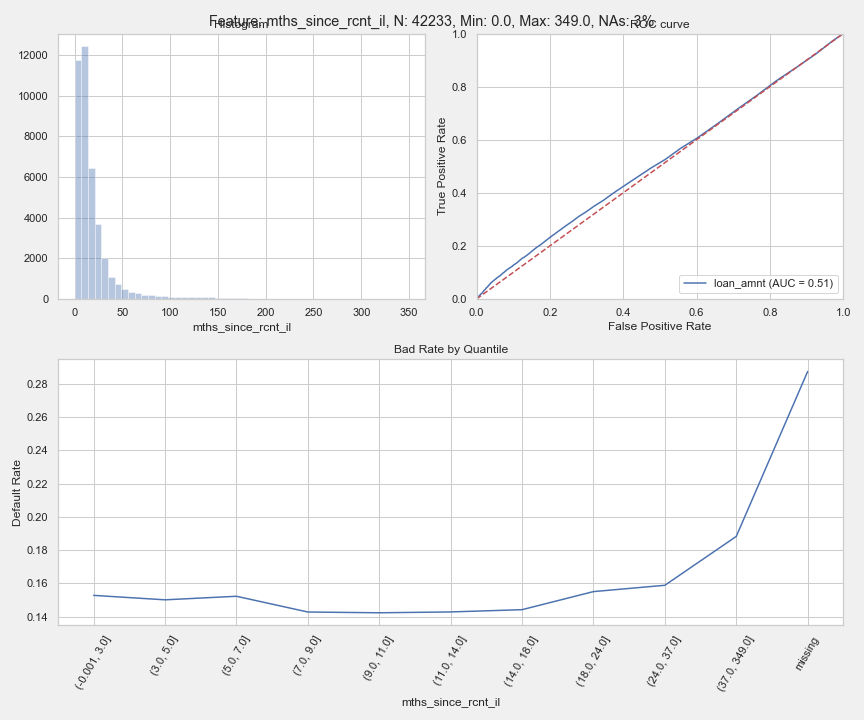 Feature: mths_since_rcnt_il, N: 42233, Min: 0.0, Max: 349.0, NAs: 3%
Histogram
ROC curve
12000
10000
8000
6000
4000
2000
0
0 50 100 150 200 250 300 350
mths_since_rcnt_il
1.0
0.8
0.6
0.4
0.2
0.0
True Positive Rate
loan_amnt (AUC = 0.51)
0.0 0.2 0.4 0.6 0.8 1.0
False Positive Rate
Bad Rate by Quantile
0.28
0.26
0.24
0.22
0.20
0.18
0.16
0.14
Default Rate
(-0.001, 3.0]
(3.0, 5.0]
(5.0, 7.0]
(7.0, 9.0]
(9.0, 11.0]
(11.0, 14.0]
(14.0, 18.0]
(18.0, 24.0]
(24.0, 37.0]
(37.0, 349.0]
missing
mths_since_rcnt_il